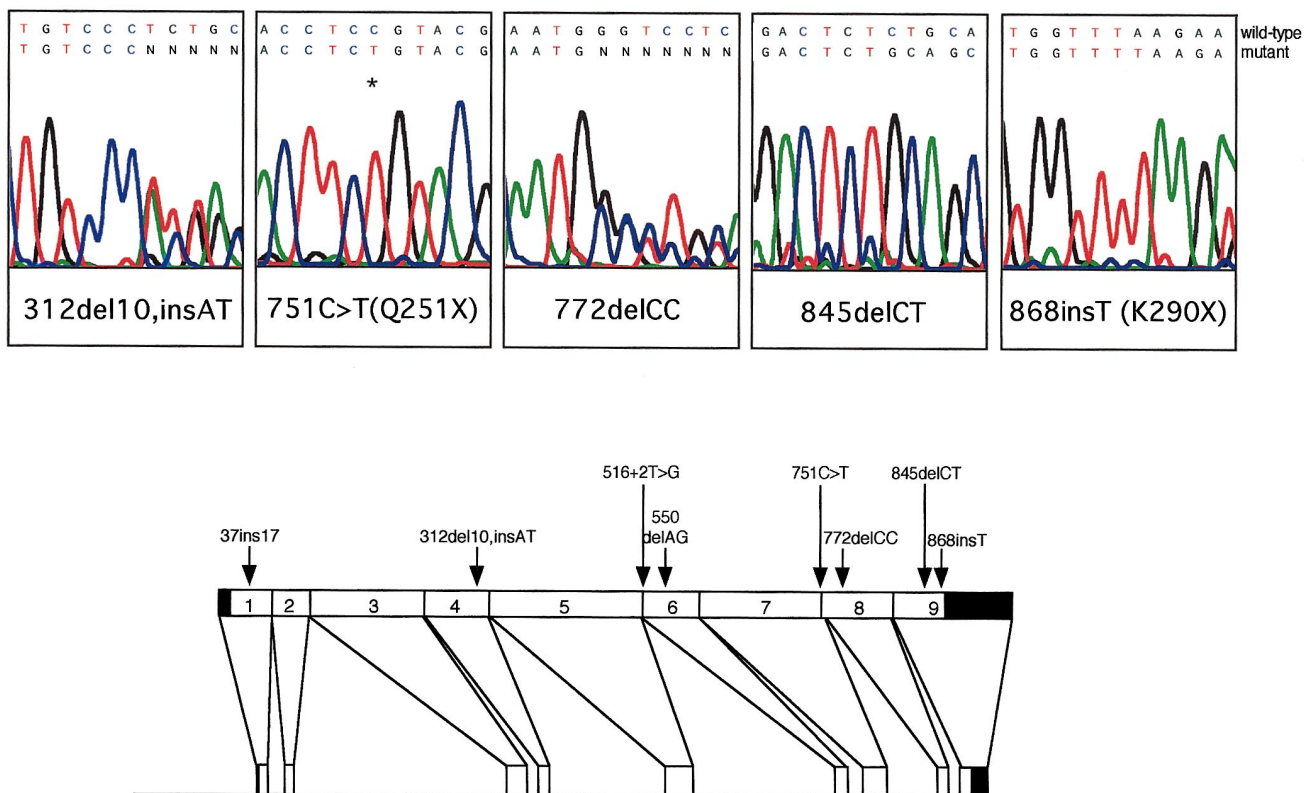 T G T C C C T C T G C
T G T C C C N N N N N
A C C T C C G T A C G
A C C T C T G T A C G
A A T G G G T C C T C
A A T G N N N N N N N
G A C T C T C T G C A
G A C T C T G C A G C
T G G T T T A A G A A
T G G T T T T A A G A
wild-type
mutant
*
312del10,insAT
751C>T(Q251X)
772delCC
845delCT
868insT (K290X)
516+2T>G
751C>T
845delCT
550
37ins17
312del10,insAT
delAG
772delCC
868insT
1 2 3 4 5 6 7 8 9